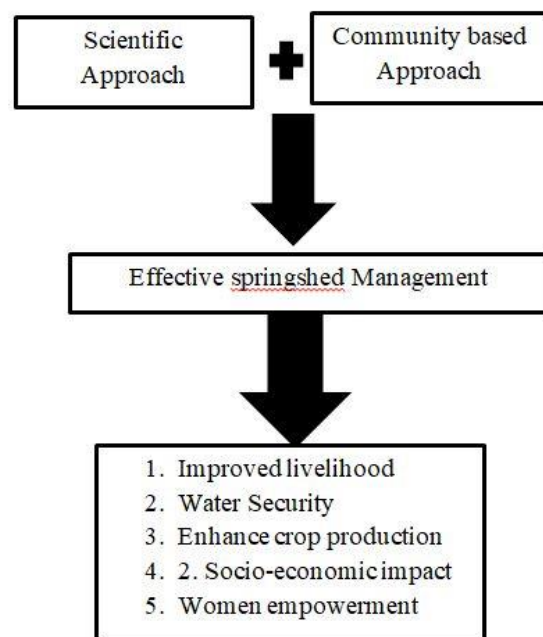 Scientific
Approach
Community based
Approach
Effective springshed Management
1. Improved livelihood
2. Water Security
3. Enhance crop production
4. 2. Socio-economic impact
5. Women empowerment